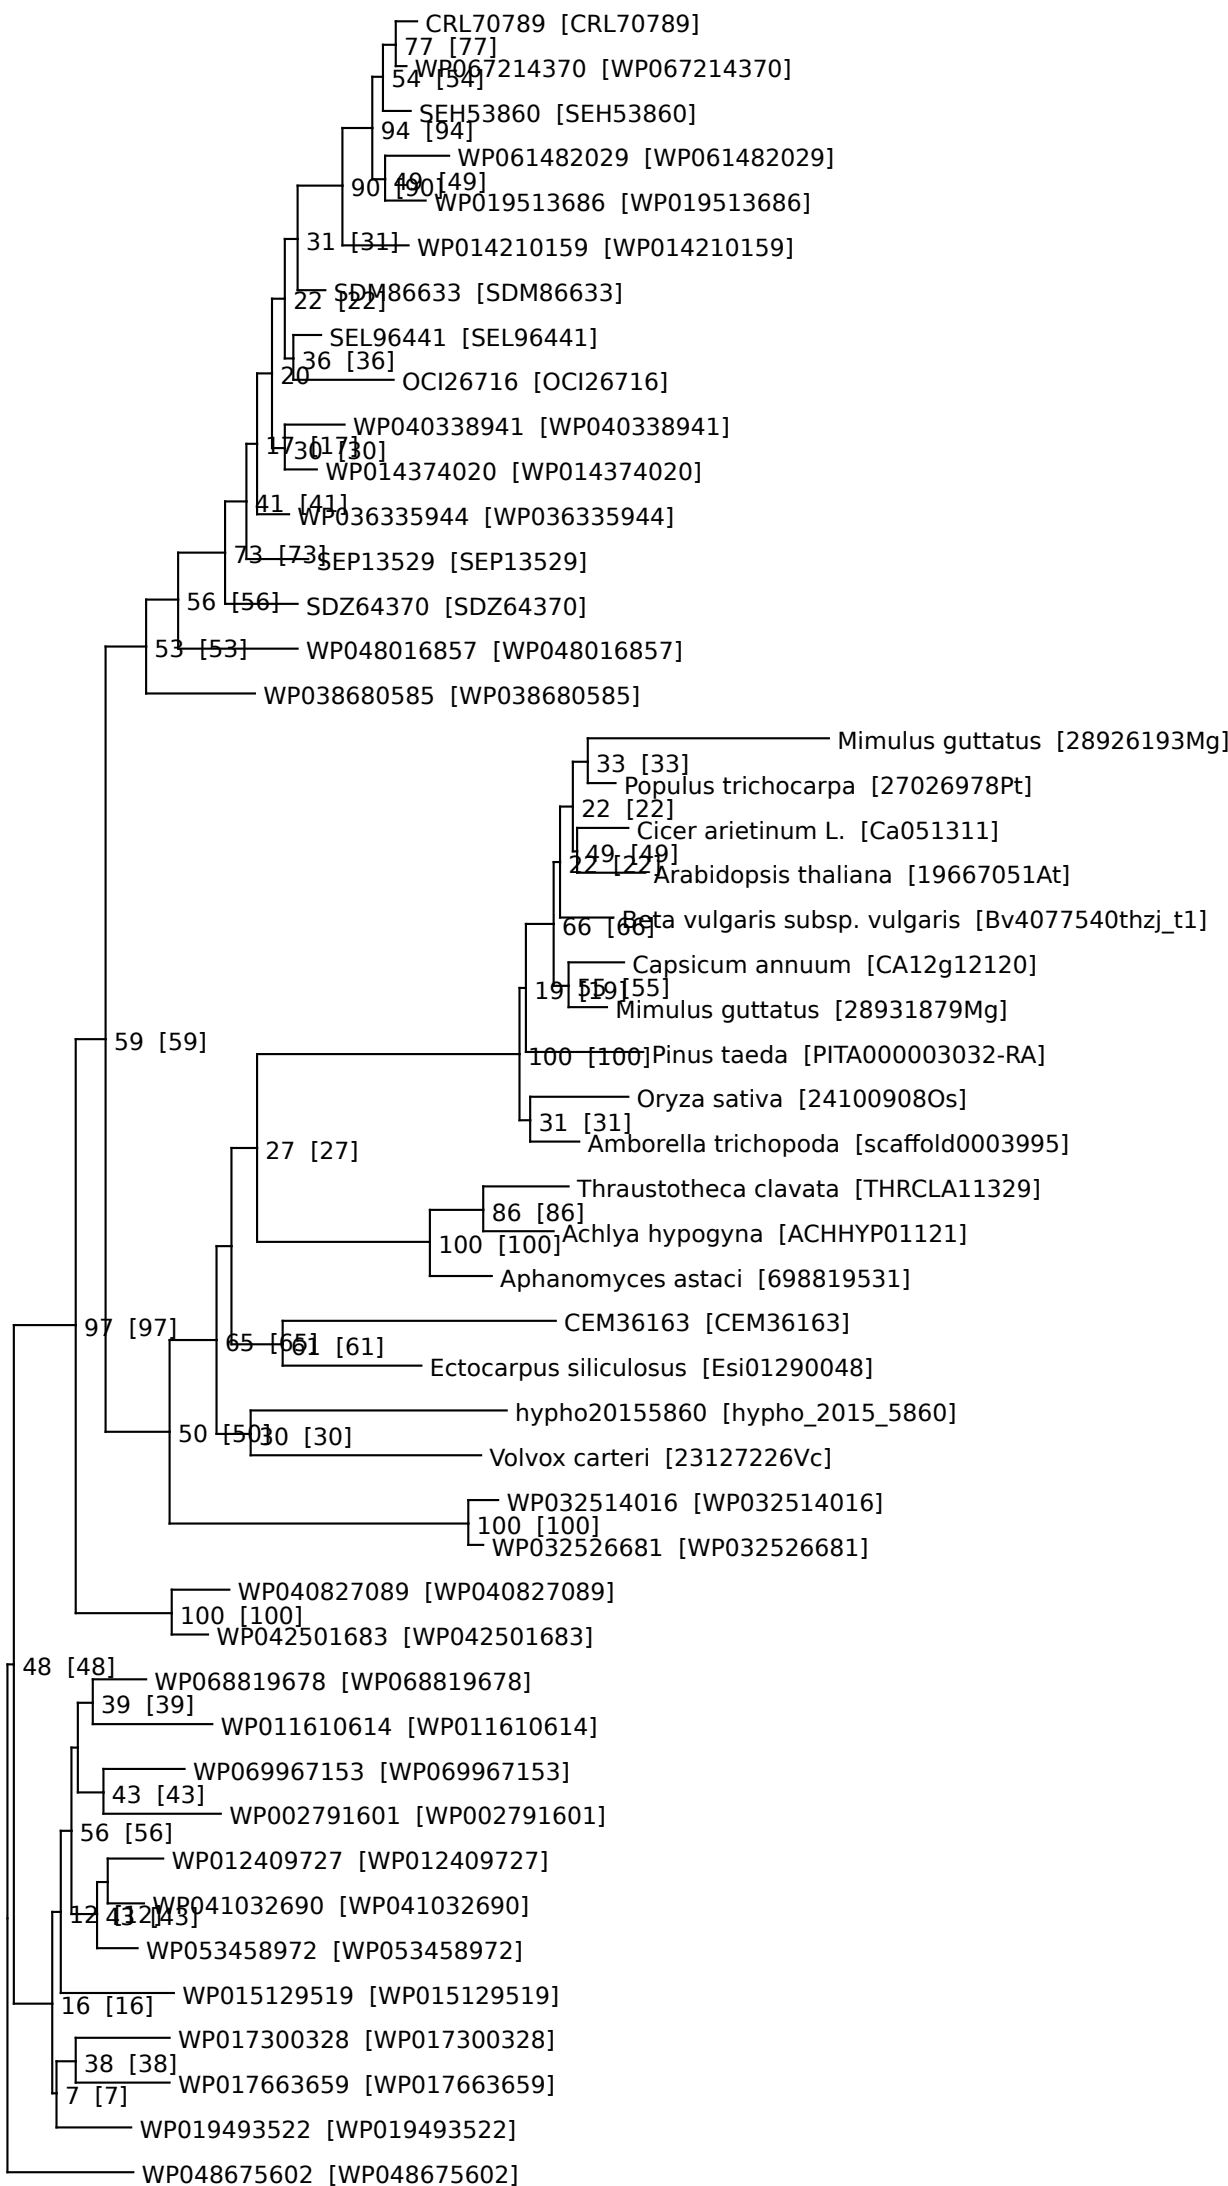 CRL70789 [CRL70789]
77 [77]
WP067214370 [WP067214370]
54 [54]
SEH53860 [SEH53860]
94 [94]
WP061482029 [WP061482029]
49 [49]
90 [90]
WP019513686 [WP019513686]
31 [31]
WP014210159 [WP014210159]
SDM86633 [SDM86633]
22 [22]
SEL96441 [SEL96441]
36 [36]
20
OCI26716 [OCI26716]
WP040338941 [WP040338941]
17 [17]
30 [30]
WP014374020 [WP014374020]
41 [41]
WP036335944 [WP036335944]
73 [73]
SEP13529 [SEP13529]
56 [56]
SDZ64370 [SDZ64370]
53 [53]
WP048016857 [WP048016857]
WP038680585 [WP038680585]
Mimulus guttatus [28926193Mg]
33 [33]
Populus trichocarpa [27026978Pt]
22 [22]
Cicer arietinum L. [Ca051311]
49 [49]
22 [22]
Arabidopsis thaliana [19667051At]
Beta vulgaris subsp. vulgaris [Bv4077540thzj_t1]
66 [66]
Capsicum annuum [CA12g12120]
19 [19]
55 [55]
Mimulus guttatus [28931879Mg]
59 [59]
100 [100]
Pinus taeda [PITA000003032-RA]
Oryza sativa [24100908Os]
31 [31]
Amborella trichopoda [scaffold0003995]
27 [27]
Thraustotheca clavata [THRCLA11329]
86 [86]
Achlya hypogyna [ACHHYP01121]
100 [100]
Aphanomyces astaci [698819531]
CEM36163 [CEM36163]
97 [97]
65 [65]
61 [61]
Ectocarpus siliculosus [Esi01290048]
hypho20155860 [hypho_2015_5860]
50 [50]
30 [30]
Volvox carteri [23127226Vc]
WP032514016 [WP032514016]
100 [100]
WP032526681 [WP032526681]
WP040827089 [WP040827089]
100 [100]
WP042501683 [WP042501683]
48 [48]
WP068819678 [WP068819678]
39 [39]
WP011610614 [WP011610614]
WP069967153 [WP069967153]
43 [43]
WP002791601 [WP002791601]
56 [56]
WP012409727 [WP012409727]
WP041032690 [WP041032690]
12 [12]
43 [43]
WP053458972 [WP053458972]
WP015129519 [WP015129519]
16 [16]
WP017300328 [WP017300328]
38 [38]
WP017663659 [WP017663659]
7 [7]
WP019493522 [WP019493522]
WP048675602 [WP048675602]